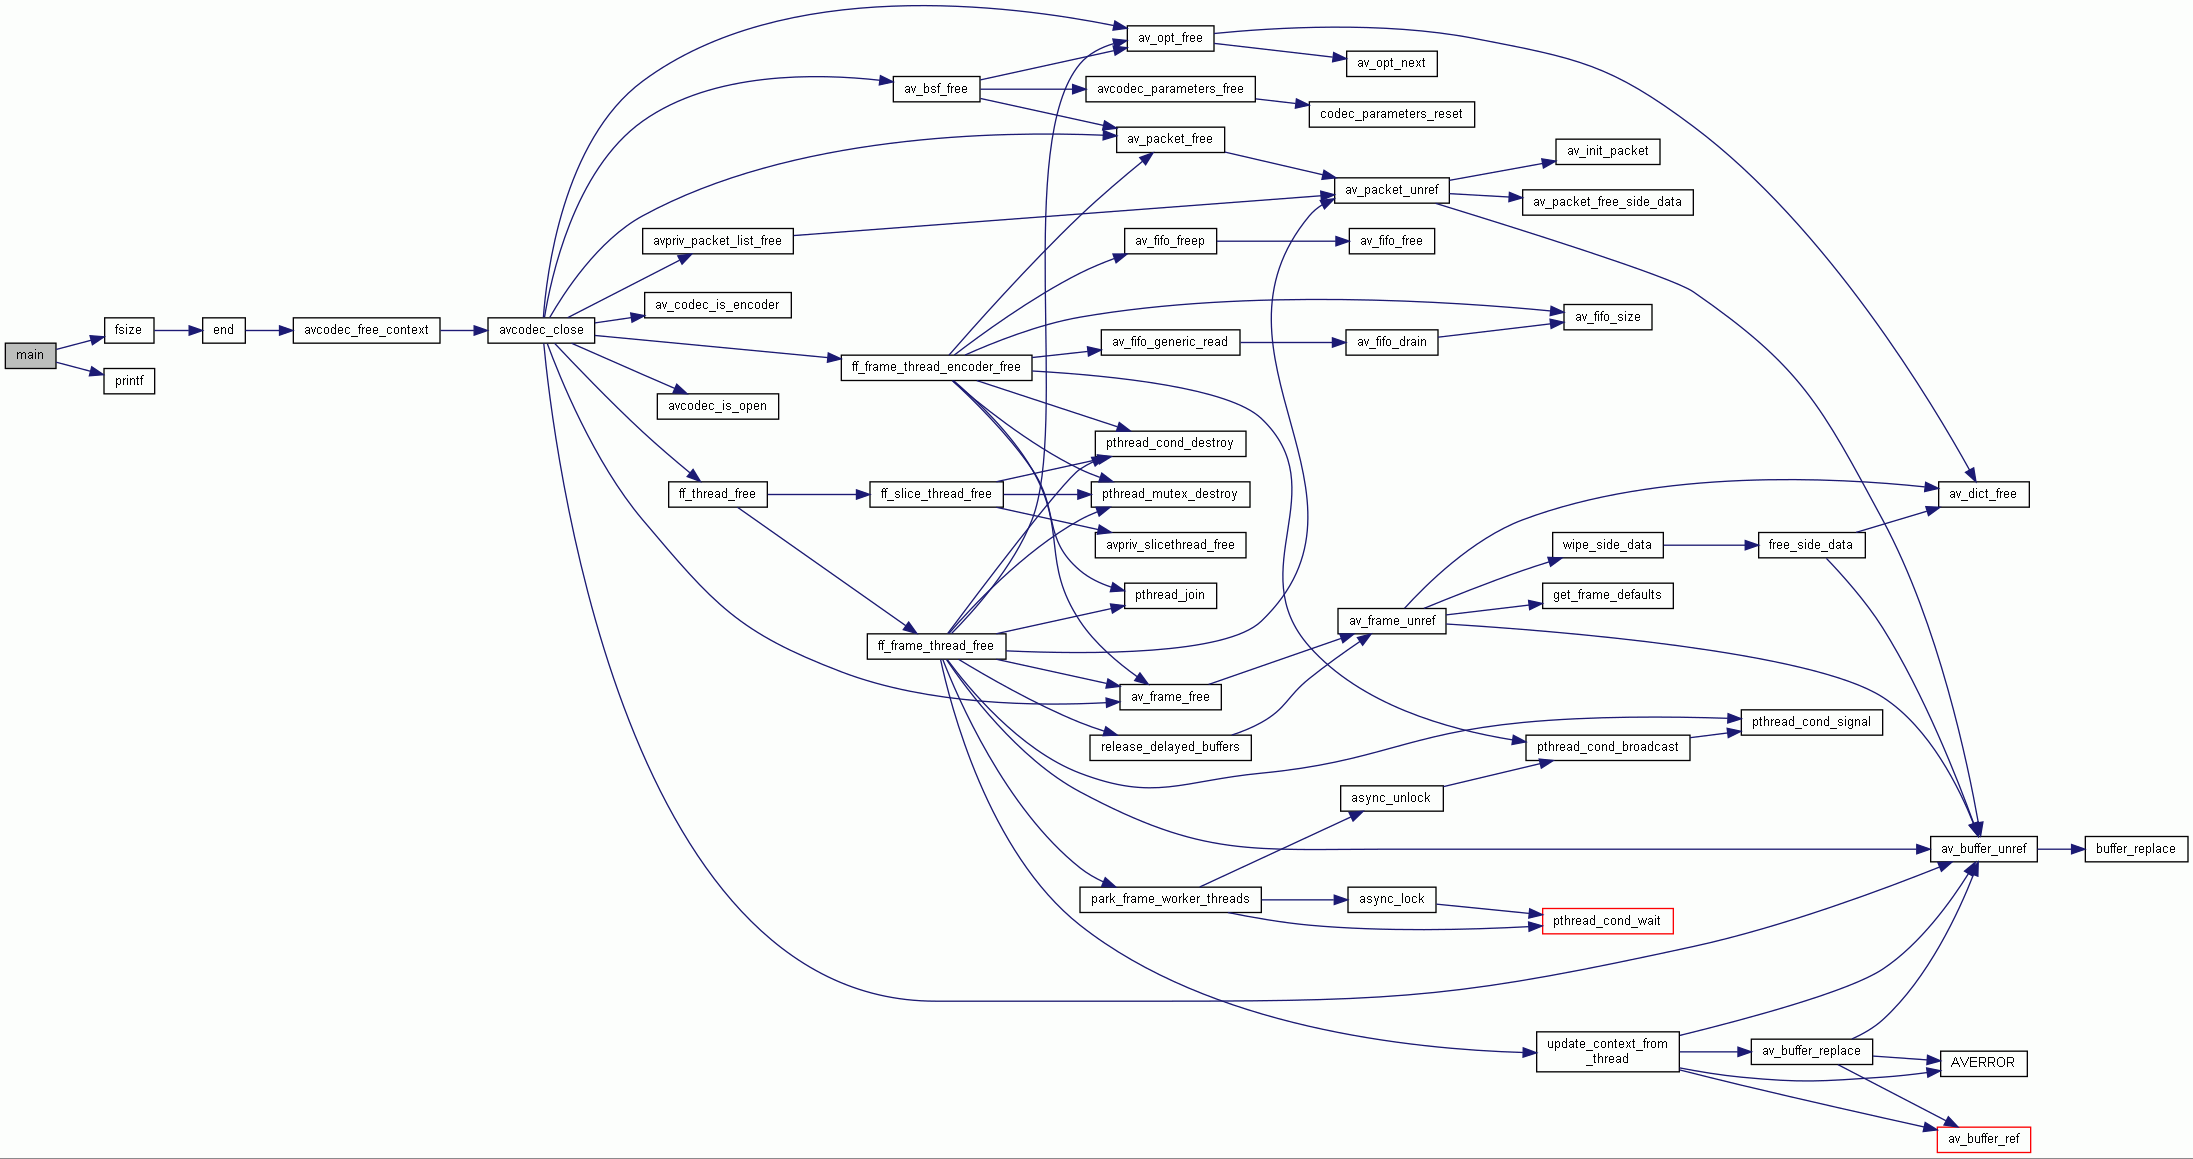 main
fsize
printf
end
avcodec_free_context
avcodec_close
avpriv_packet_list_free
av_codec_is_encoder
avcodec_is_open
ff_thread_free
av_bsf_free
ff_frame_thread_encoder_free
ff_slice_thread_free
ff_frame_thread_free
av_opt_free
avcodec_parameters_free
av_packet_free
av_fifo_freep
av_fifo_generic_read
pthread_cond_destroy
pthread_mutex_destroy
avpriv_slicethread_free
pthread_join
av_frame_free
release_delayed_buffers
park_frame_worker_threads
av_opt_next
codec_parameters_reset
av_packet_unref
av_fifo_free
av_fifo_drain
av_frame_unref
async_unlock
async_lock
av_init_packet
av_packet_free_side_data
av_fifo_size
wipe_side_data
get_frame_defaults
pthread_cond_broadcast
pthread_cond_wait
update_context_from
_thread
free_side_data
pthread_cond_signal
av_buffer_replace
av_dict_free
av_buffer_unref
AVERROR
av_buffer_ref
buffer_replace